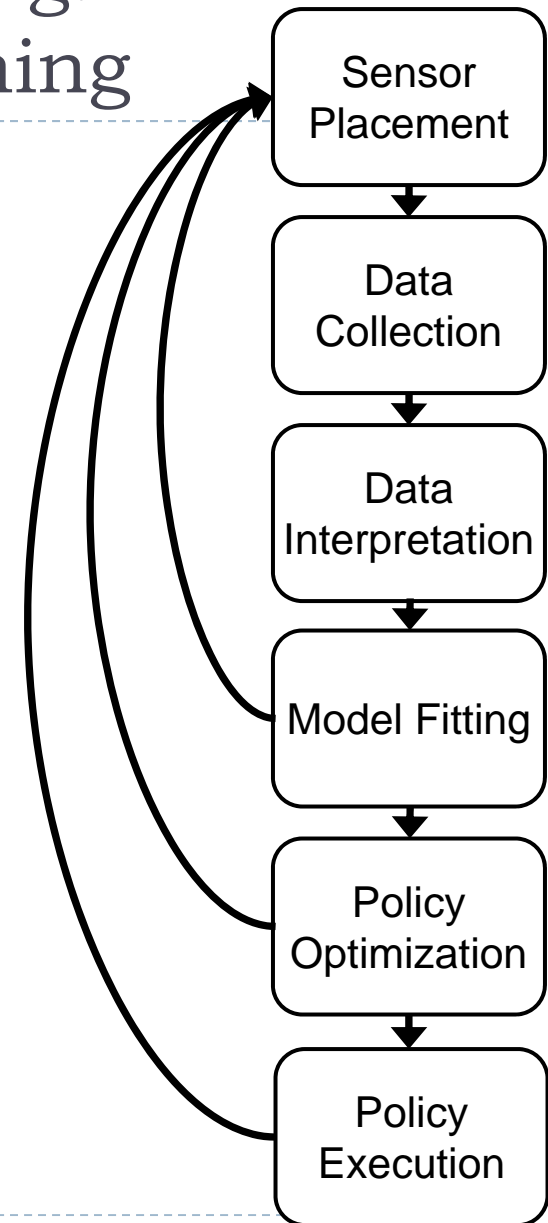 Sensor
Placement
Data
Collection
Data
Interpretation
Model Fitting
Policy
Optimization
Policy
Execution